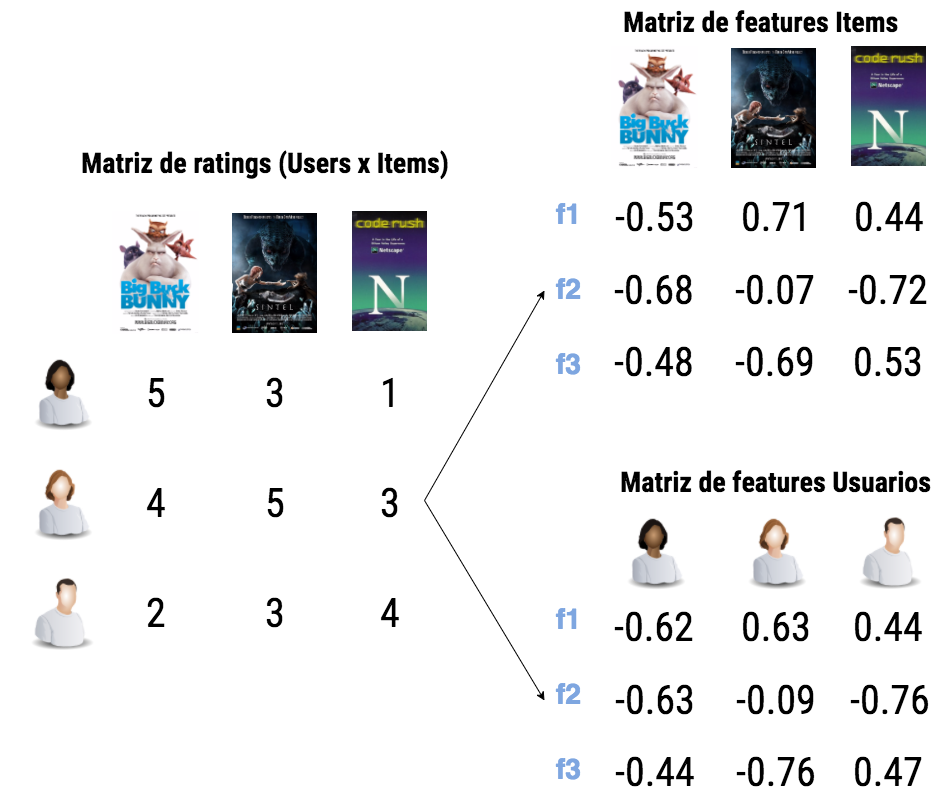 Matriz de features Items
Big Buck
BUNNY
SINTEL
code rush
Netscape
N
Matriz de ratings (Users x Items)
Big Buck
BUNNY
SINTEL
code rush
Netscape
N
f1 -0.53 0.71 0.44
f2 -0.68 -0.07 -0.72
f3 -0.48 -0.69 0.53
5 3 1
4 5 3
2 3 4
Matriz de features Usuarios
f1 -0.62 0.63 0.44
f2 -0.63 -0.09 -0.76
f3 -0.44 -0.76 0.47